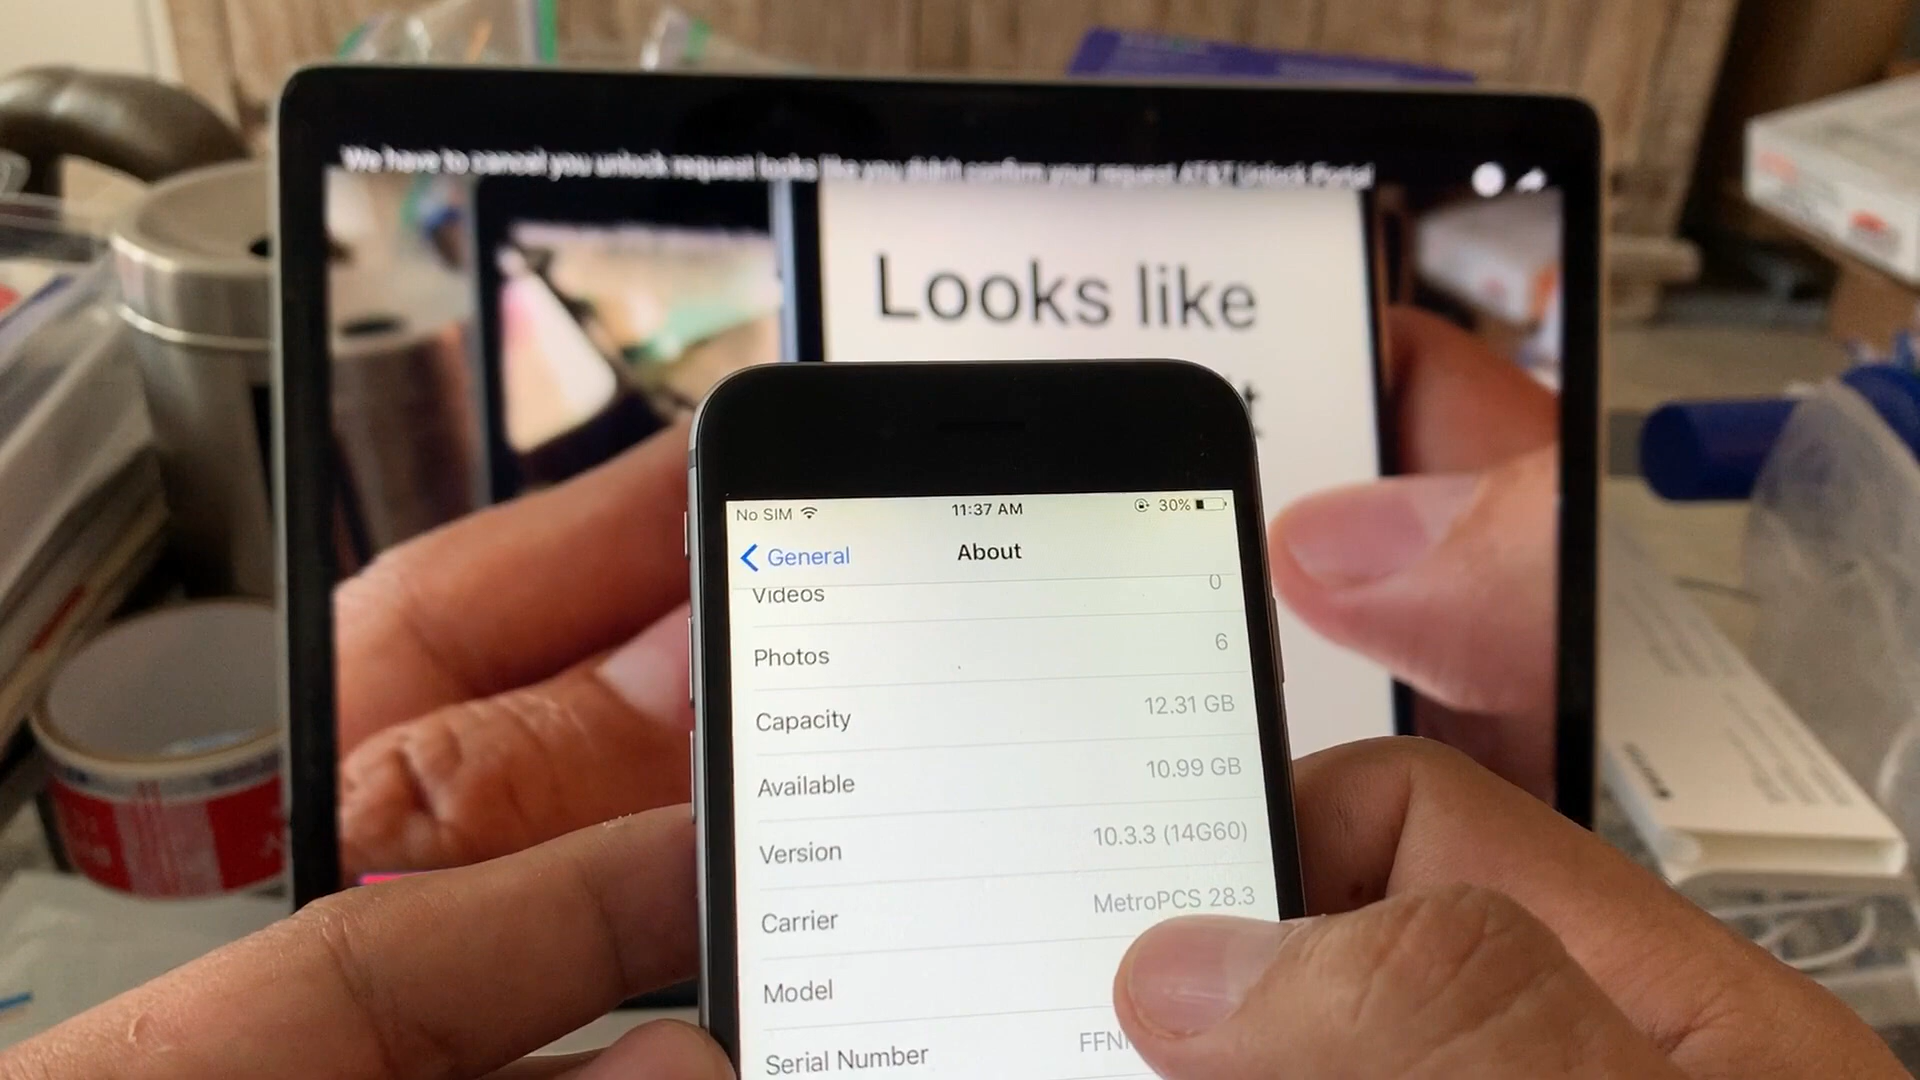 We have to cancel you unlock request looks like you didn't confirm your request AT&T Unlock Portal
Looks like
t
No SIM 11:37 AM 30%
General About
Videos 0
Photos 6
Capacity 12.31 GB
Available 10.99 GB
Version 10.3.3 (14G60)
Carrier MetroPCS 28.3
Model
Serial Number FFN